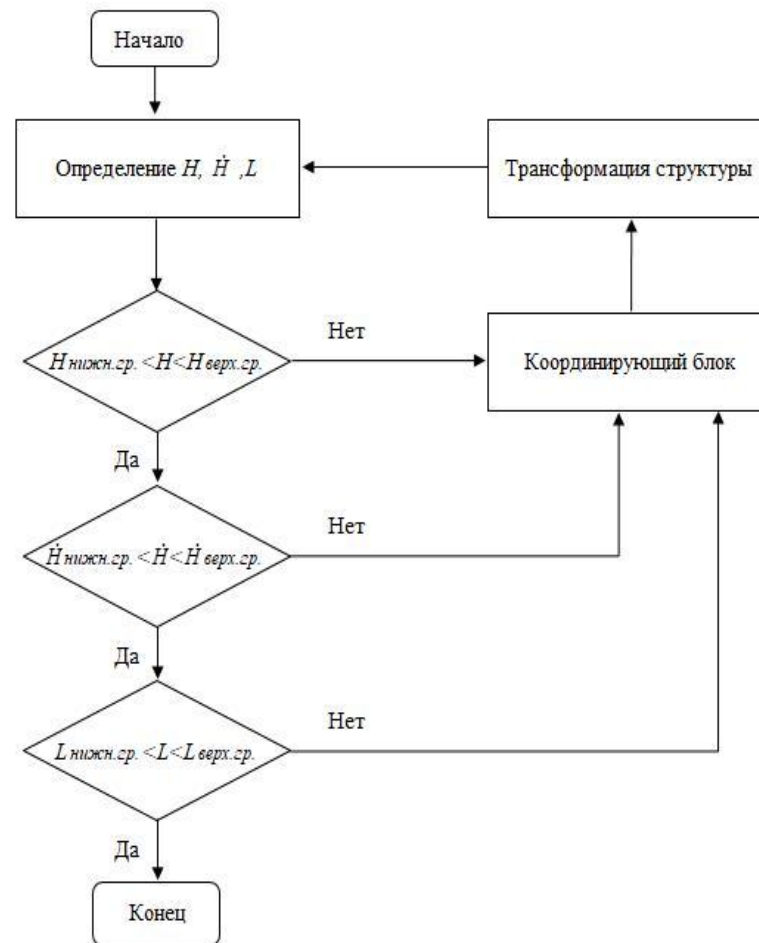 Начало
Определение H, Ḣ ,L
Трансформация структуры
H нижн.гр. <H<H верх.гр.
Нет
Координирующий блок
Да
Ḣ нижн.гр. <Ḣ<Ḣ верх.гр.
Нет
Да
L нижн.гр. <L<L верх.гр.
Нет
Да
Конец